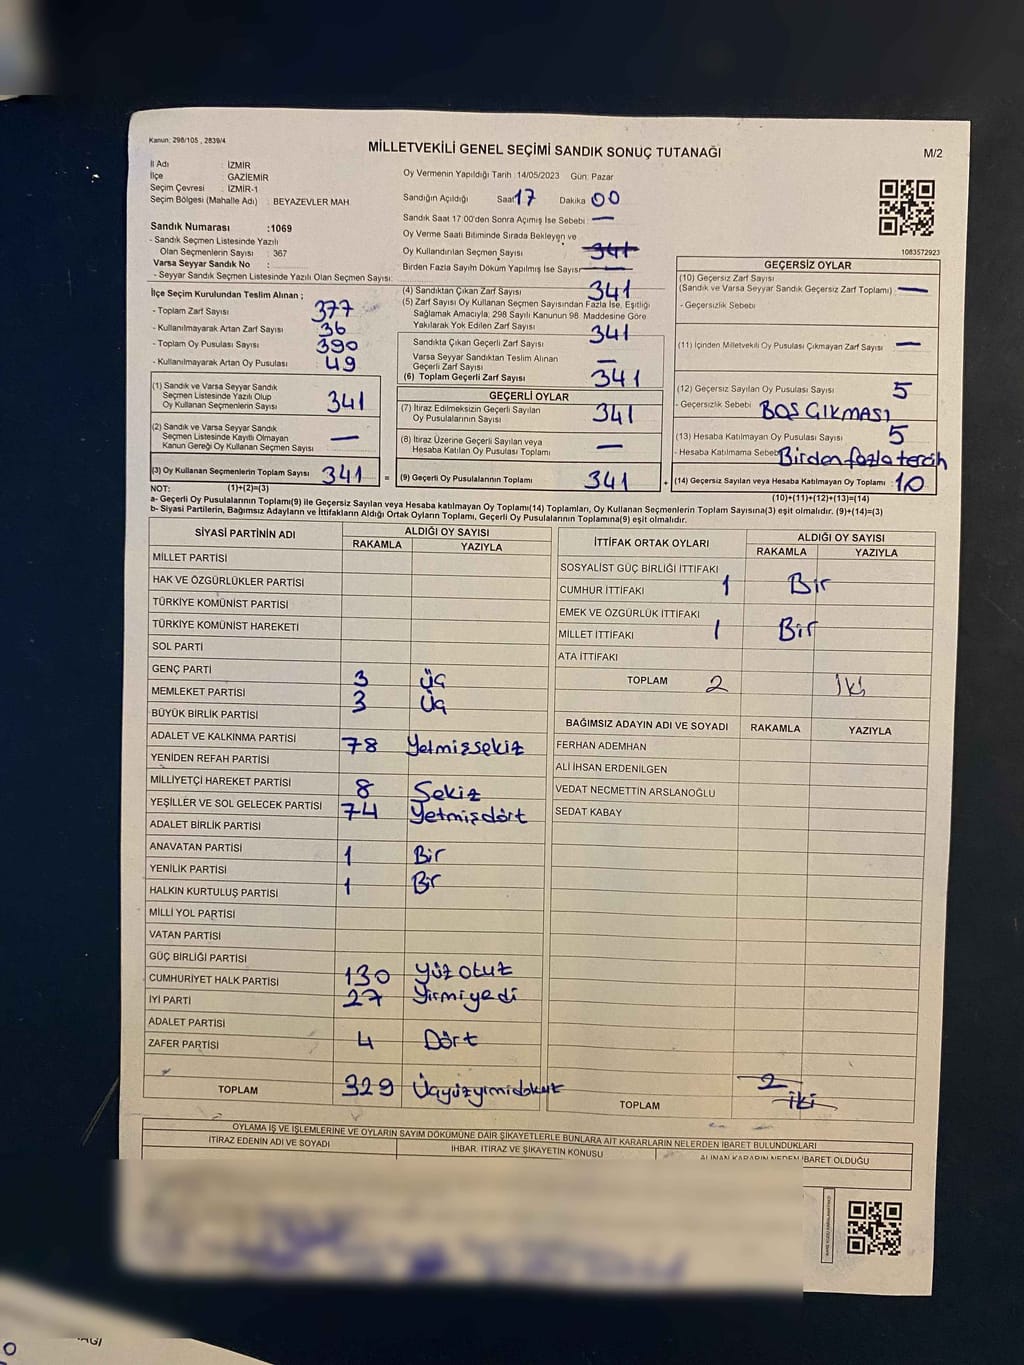 Kanun: 298/105 , 2839/4
MİLLETVEKİLİ GENEL SEÇİMİ SANDIK SONUÇ TUTANAĞI
M/2
İl Adı : İZMİR
İlçe : GAZİEMİR
Seçim Çevresi : İZMİR-1
Seçim Bölgesi (Mahalle Adı) : BEYAZEVLER MAH.
Sandık Numarası :1069
- Sandık Seçmen Listesinde Yazılı
Olan Seçmenlerin Sayısı : 367
Varsa Seyyar Sandık No :
- Seyyar Sandık Seçmen Listesinde Yazılı Olan Seçmen Sayısı:
Oy Vermenin Yapıldığı Tarih :14/05/2023 Gün: Pazar
Sandığın Açıldığı Saat 17 Dakika 00
Sandık Saat 17:00'den Sonra Açımış İse Sebebi : —
Oy Verme Saati Bitiminde Sırada Bekleyen ve
Oy Kullandırılan Seçmen Sayısı 341
Birden Fazla Sayım Döküm Yapılmış İse Sayısı —
1083572923
İlçe Seçim Kurulundan Teslim Alınan ;
- Toplam Zarf Sayısı 377
- Kullanılmayarak Artan Zarf Sayısı 36
- Toplam Oy Pusulası Sayısı 390
- Kullanılmayarak Artan Oy Pusulası 49
(1) Sandık ve Varsa Seyyar Sandık
Seçmen Listesinde Yazılı Olup
Oy Kullanan Seçmenlerin Sayısı 341
(2) Sandık ve Varsa Seyyar Sandık
Seçmen Listesinde Kayıtlı Olmayan
Kanun Gereği Oy Kullanan Seçmen Sayısı —
(3) Oy Kullanan Seçmenlerin Toplam Sayısı 341 =
(1)+(2)=(3)
(4) Sandıktan Çıkan Zarf Sayısı 341
(5) Zarf Sayısı Oy Kullanan Seçmen Sayısından Fazla İse, Eşitliği
Sağlamak Amacıyla; 298 Sayılı Kanunun 98. Maddesine Göre
Yakılarak Yok Edilen Zarf Sayısı
Sandıkta Çıkan Geçerli Zarf Sayısı 341
Varsa Seyyar Sandıktan Teslim Alınan
Geçerli Zarf Sayısı —
(6) Toplam Geçerli Zarf Sayısı 341
GEÇERLİ OYLAR
(7) İtiraz Edilmeksizin Geçerli Sayılan
Oy Pusulalarının Sayısı 341
(8) İtiraz Üzerine Geçerli Sayılan veya
Hesaba Katılan Oy Pusulası Toplamı —
(9) Geçerli Oy Pusulalarının Toplamı 341 +
GEÇERSİZ OYLAR
(10) Geçersiz Zarf Sayısı
(Sandık ve Varsa Seyyar Sandık Geçersiz Zarf Toplamı) —
- Geçersizlik Sebebi
(11) İçinden Milletvekili Oy Pusulası Çıkmayan Zarf Sayısı —
(12) Geçersiz Sayılan Oy Pusulası Sayısı 5
- Geçersizlik Sebebi BOŞ ÇIKMASI
(13) Hesaba Katılmayan Oy Pusulası Sayısı 5
- Hesaba Katılmama Sebebi Birden fazla tercih
(14) Geçersiz Sayılan veya Hesaba Katılmayan Oy Toplamı : 10
(10)+(11)+(12)+(13)=(14)
NOT:
a- Geçerli Oy Pusulalarının Toplamı(9) ile Geçersiz Sayılan veya Hesaba katılmayan Oy Toplamı(14) Toplamları, Oy Kullanan Seçmenlerin Toplam Sayısına(3) eşit olmalıdır. (9)+(14)=(3)
b- Siyasi Partilerin, Bağımsız Adayların ve İttifakların Aldığı Ortak Oyların Toplamı, Geçerli Oy Pusulalarının Toplamına(9) eşit olmalıdır.
SİYASİ PARTİNİN ADI
ALDIĞI OY SAYISI
RAKAMLA YAZIYLA
MİLLET PARTİSİ
HAK VE ÖZGÜRLÜKLER PARTİSİ
TÜRKİYE KOMÜNİST PARTİSİ
TÜRKİYE KOMÜNİST HAREKETİ
SOL PARTİ
GENÇ PARTİ 3 Üç
MEMLEKET PARTİSİ 3 Üç
BÜYÜK BİRLİK PARTİSİ
ADALET VE KALKINMA PARTİSİ 78 Yetmişsekiz
YENİDEN REFAH PARTİSİ
MİLLİYETÇİ HAREKET PARTİSİ 8 Sekiz
YEŞİLLER VE SOL GELECEK PARTİSİ 74 Yetmişdört
ADALET BİRLİK PARTİSİ
ANAVATAN PARTİSİ 1 Bir
YENİLİK PARTİSİ 1 Bir
HALKIN KURTULUŞ PARTİSİ
MİLLİ YOL PARTİSİ
VATAN PARTİSİ
GÜÇ BİRLİĞİ PARTİSİ
CUMHURİYET HALK PARTİSİ 130 Yüz otuz
İYİ PARTİ 27 Yirmiyedi
ADALET PARTİSİ
ZAFER PARTİSİ 4 Dört
TOPLAM 329 Üçyüzyirmidokuz
İTTİFAK ORTAK OYLARI
ALDIĞI OY SAYISI
RAKAMLA YAZIYLA
SOSYALİST GÜÇ BİRLİĞİ İTTİFAKI
CUMHUR İTTİFAKI 1 Bir
EMEK VE ÖZGÜRLÜK İTTİFAKI
MİLLET İTTİFAKI 1 Bir
ATA İTTİFAKI
TOPLAM 2 İki
BAĞIMSIZ ADAYIN ADI VE SOYADI RAKAMLA YAZIYLA
FERHAN ADEMHAN
ALİ İHSAN ERDENİLGEN
VEDAT NECMETTİN ARSLANOĞLU
SEDAT KABAY
TOPLAM 2 iki
OYLAMA İŞ VE İŞLEMLERİNE VE OYLARIN SAYIM DÖKÜMÜNE DAİR ŞİKAYETLERLE BUNLARA AİT KARARLARIN NELERDEN İBARET BULUNDUKLARI
İTİRAZ EDENİN ADI VE SOYADI
İHBAR, İTİRAZ VE ŞİKAYETİN KONUSU
ALINAN KARARIN NEDEN İBARET OLDUĞU